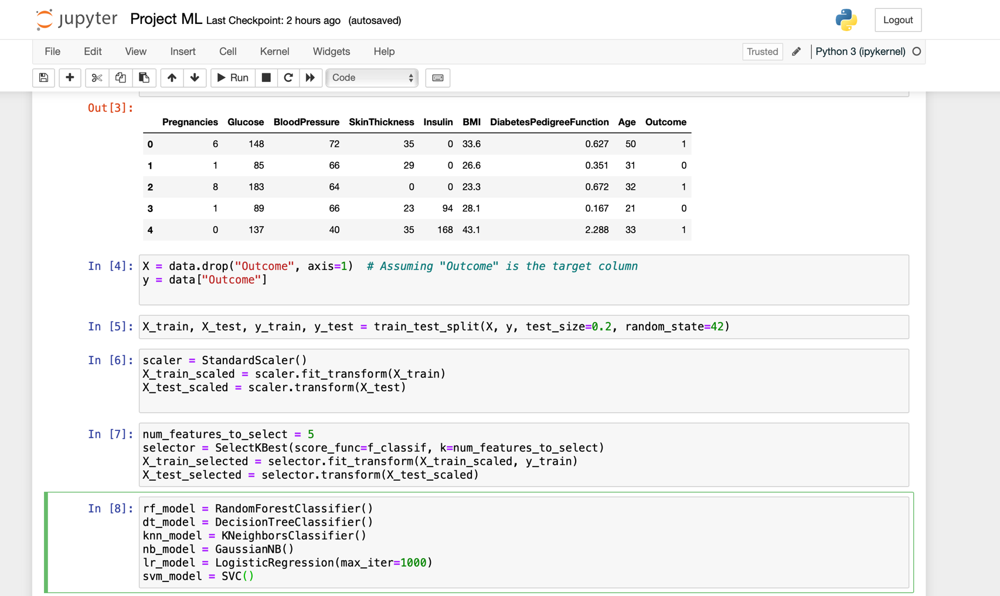 jupyter Project ML Last Checkpoint: 2 hours ago (autosaved) Logout
File Edit View Insert Cell Kernel Widgets Help Trusted Python 3 (ipykernel)
Run Code
Out[3]:
Pregnancies Glucose BloodPressure SkinThickness Insulin BMI DiabetesPedigreeFunction Age Outcome
0 6 148 72 35 0 33.6 0.627 50 1
1 1 85 66 29 0 26.6 0.351 31 0
2 8 183 64 0 0 23.3 0.672 32 1
3 1 89 66 23 94 28.1 0.167 21 0
4 0 137 40 35 168 43.1 2.288 33 1
In [4]: X = data.drop("Outcome", axis=1)  # Assuming "Outcome" is the target column
y = data["Outcome"]
In [5]: X_train, X_test, y_train, y_test = train_test_split(X, y, test_size=0.2, random_state=42)
In [6]: scaler = StandardScaler()
X_train_scaled = scaler.fit_transform(X_train)
X_test_scaled = scaler.transform(X_test)
In [7]: num_features_to_select = 5
selector = SelectKBest(score_func=f_classif, k=num_features_to_select)
X_train_selected = selector.fit_transform(X_train_scaled, y_train)
X_test_selected = selector.transform(X_test_scaled)
In [8]: rf_model = RandomForestClassifier()
dt_model = DecisionTreeClassifier()
knn_model = KNeighborsClassifier()
nb_model = GaussianNB()
lr_model = LogisticRegression(max_iter=1000)
svm_model = SVC()